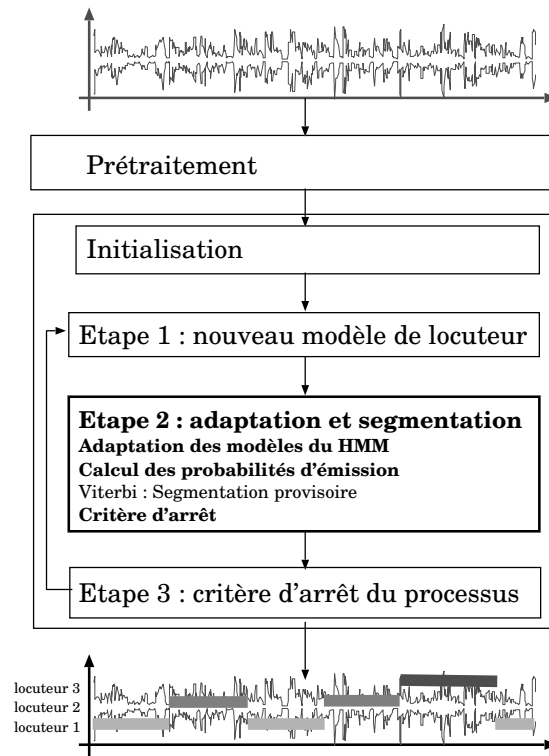 Prétraitement
Initialisation
Etape 1 : nouveau modèle de locuteur
Etape 2 : adaptation et segmentation
Adaptation des modèles du HMM
Calcul des probabilités d'émission
Viterbi : Segmentation provisoire
Critère d'arrêt
Etape 3 : critère d'arrêt du processus
locuteur 3
locuteur 2
locuteur 1